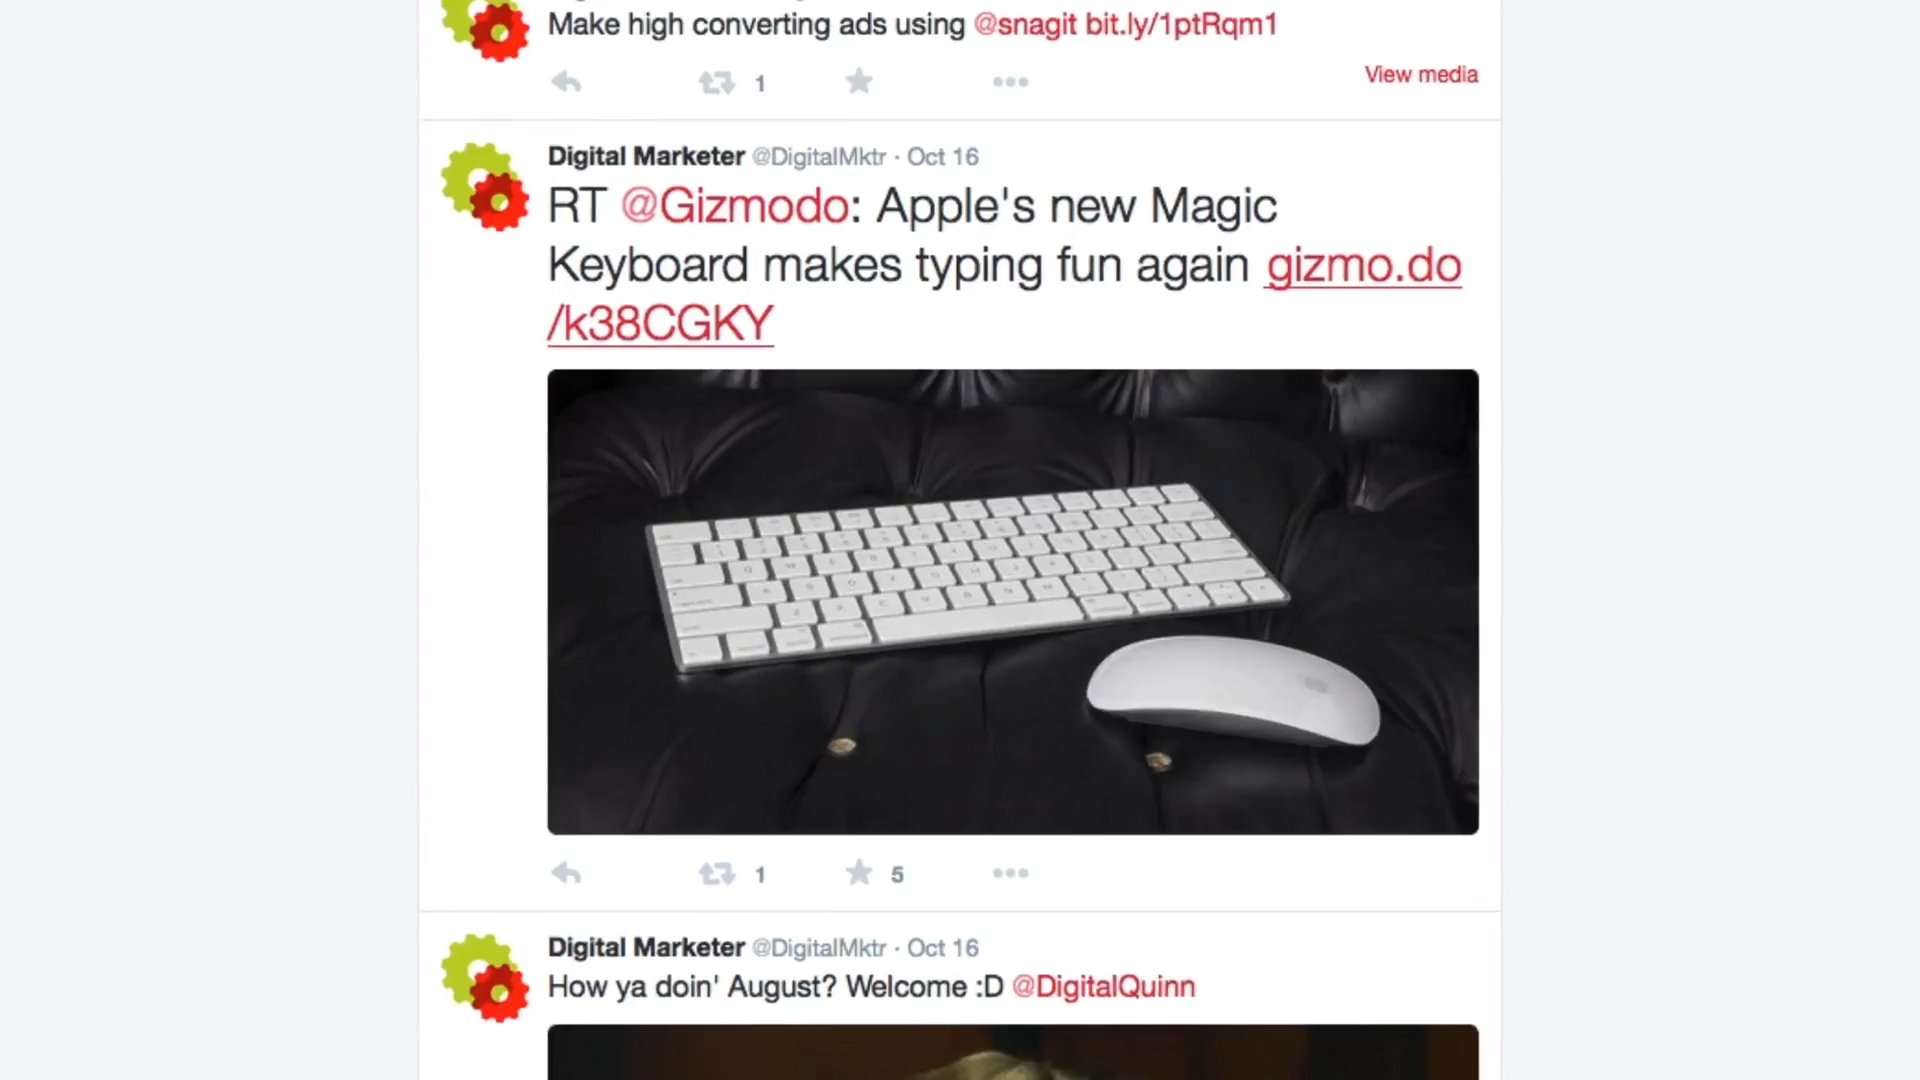 Make high converting ads using @snagit bit.ly/1ptRqm1
1
View media
Digital Marketer @DigitalMktr · Oct 16
RT @Gizmodo: Apple's new Magic
Keyboard makes typing fun again gizmo.do
/k38CGKY
1
5
Digital Marketer @DigitalMktr · Oct 16
How ya doin' August? Welcome :D @DigitalQuinn